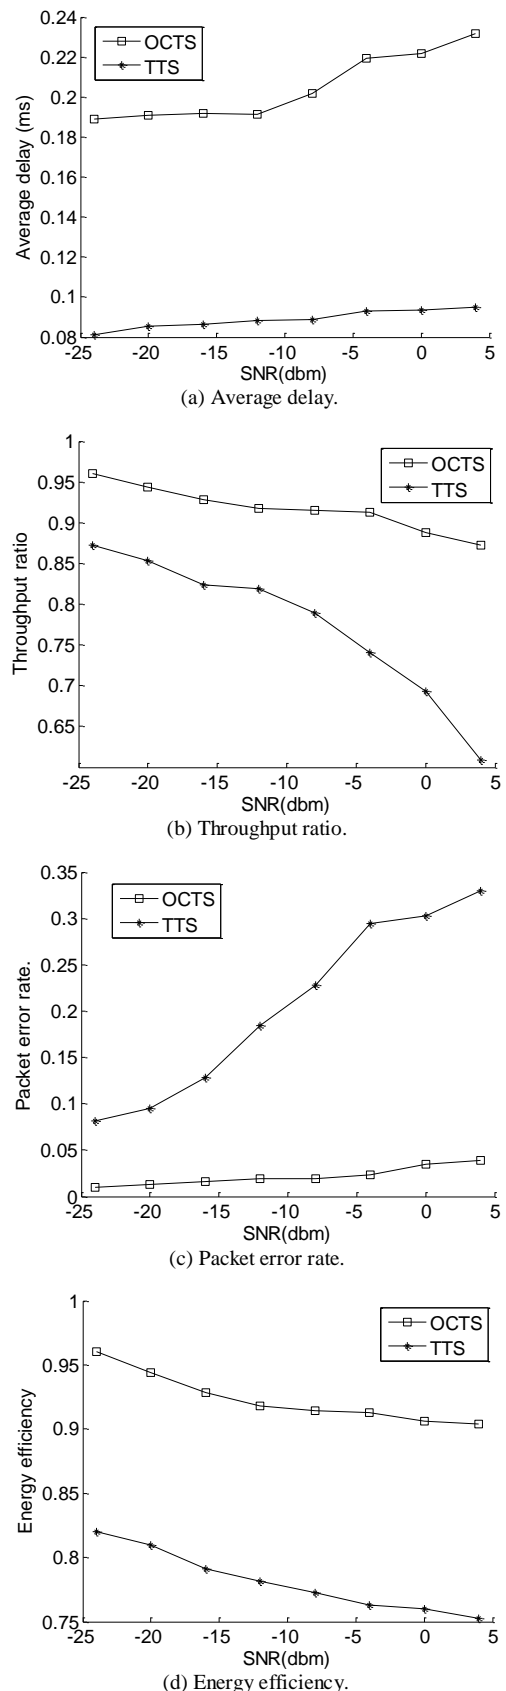 0.24
0.22
0.2
0.18
0.16
0.14
0.12
0.1
0.08
Average delay (ms)
OCTS
TTS
-25 -20 -15 -10 -5 0 5
SNR(dbm)
(a) Average delay.
1
0.95
0.9
0.85
0.8
0.75
0.7
0.65
Throughput ratio
OCTS
TTS
-25 -20 -15 -10 -5 0 5
SNR(dbm)
(b) Throughput ratio.
0.35
0.3
0.25
0.2
0.15
0.1
0.05
0
Packet error rate.
OCTS
TTS
-25 -20 -15 -10 -5 0 5
SNR(dbm)
(c) Packet error rate.
1
0.95
0.9
0.85
0.8
0.75
Energy efficiency
OCTS
TTS
-25 -20 -15 -10 -5 0 5
SNR(dbm)
(d) Energy efficiency.